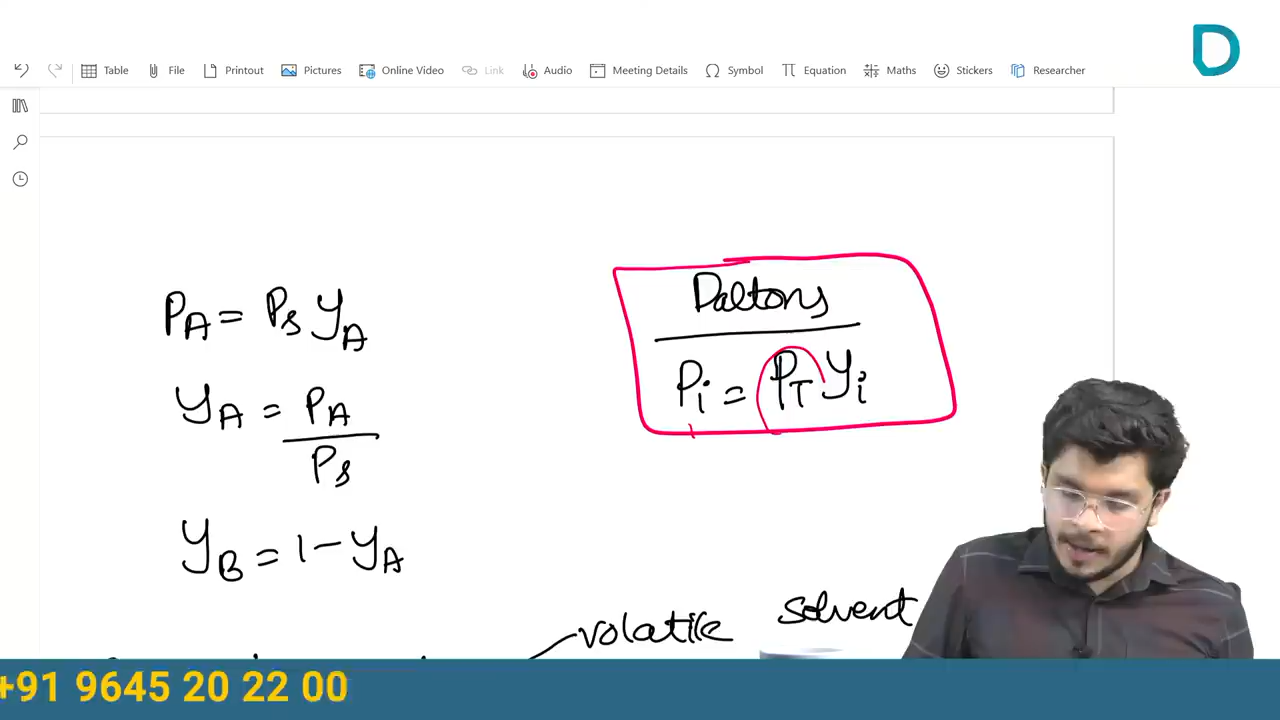 D
Table File Printout Pictures Online Video Link Audio Meeting Details Symbol Equation Maths Stickers Researcher
Daltons
Pi = PT yi
PA = Ps yA
yA = PA / Ps
yB = 1 - yA
volatile solvent
+91 9645 20 22 00